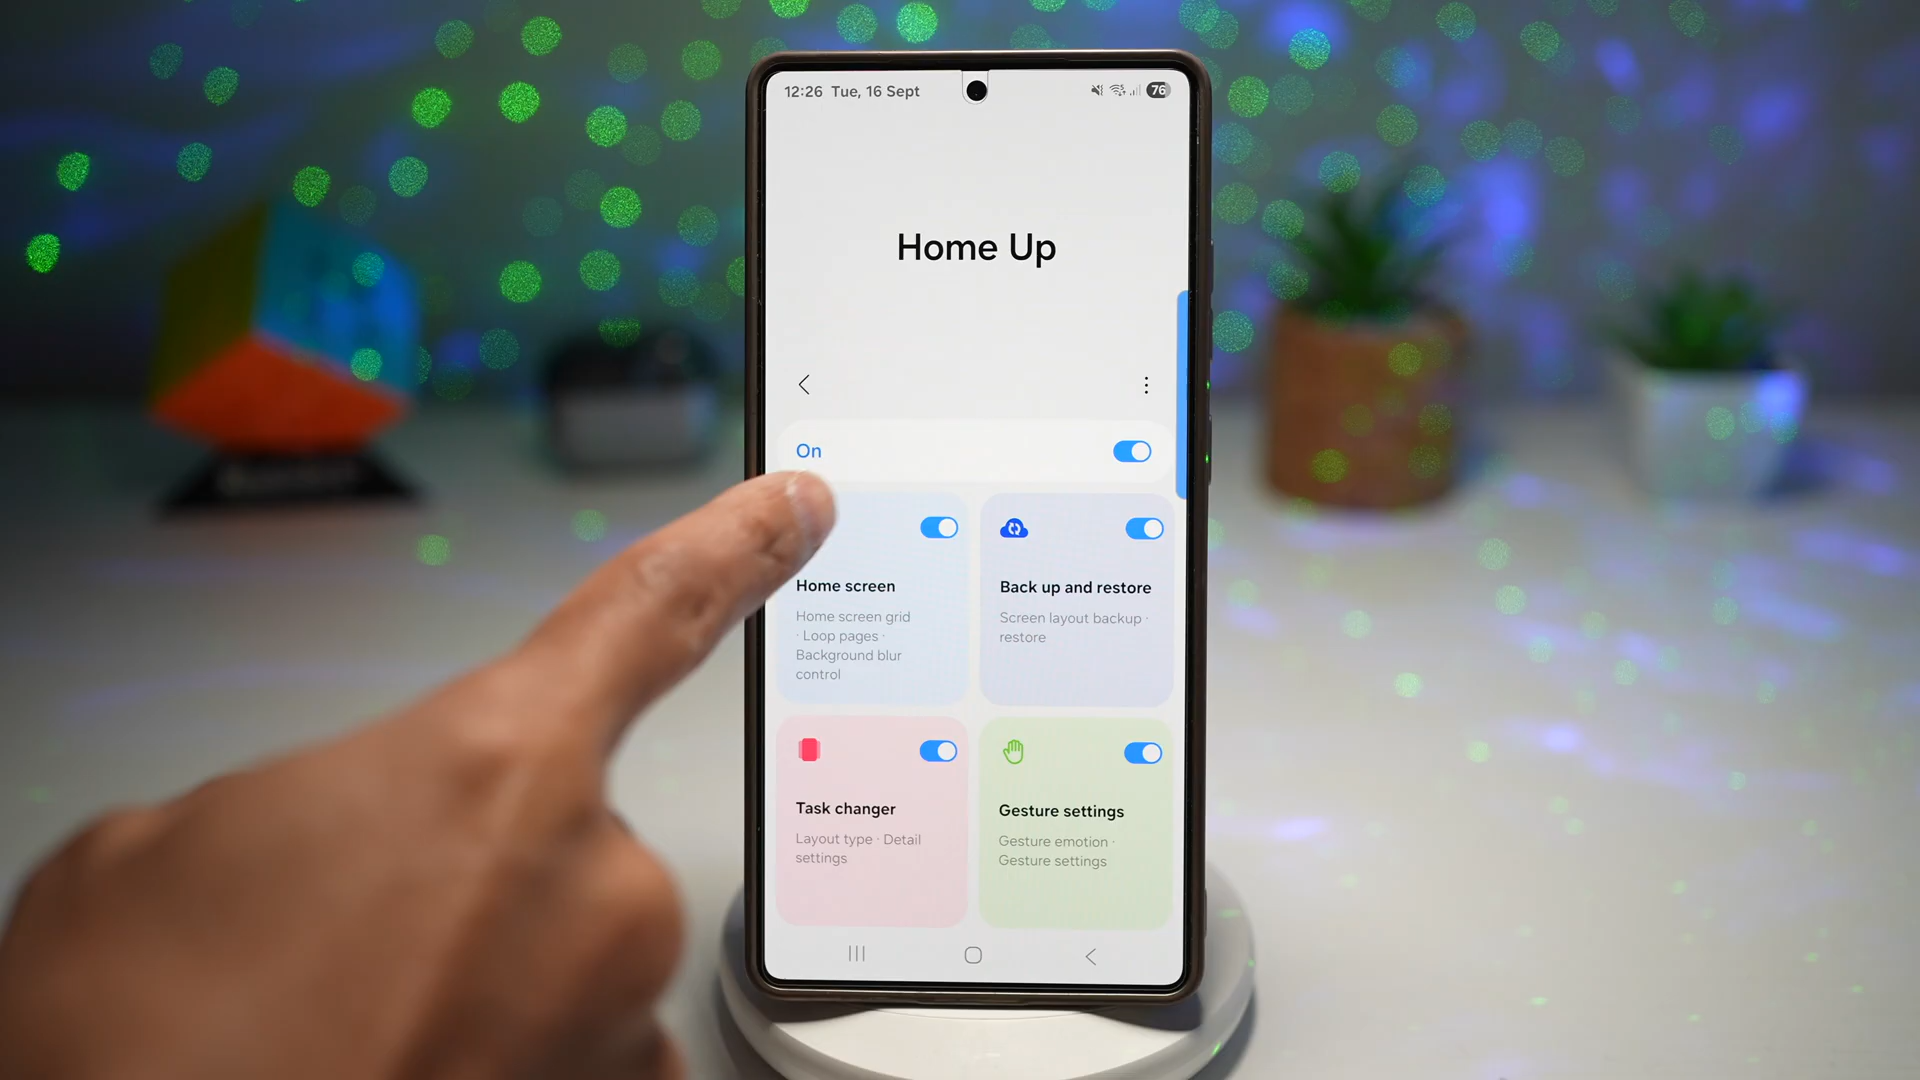 12:26 Tue, 16 Sept
76
Home Up
On
Home screen
Home screen grid
· Loop pages ·
Background blur
control
Back up and restore
Screen layout backup ·
restore
Task changer
Layout type · Detail
settings
Gesture settings
Gesture emotion ·
Gesture settings